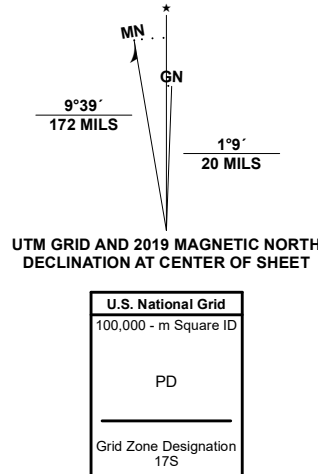 ★
MN
GN
9°39´
172 MILS
1°9´
20 MILS
UTM GRID AND 2019 MAGNETIC NORTH
DECLINATION AT CENTER OF SHEET
U.S. National Grid
100,000 - m Square ID
PD
Grid Zone Designation
17S